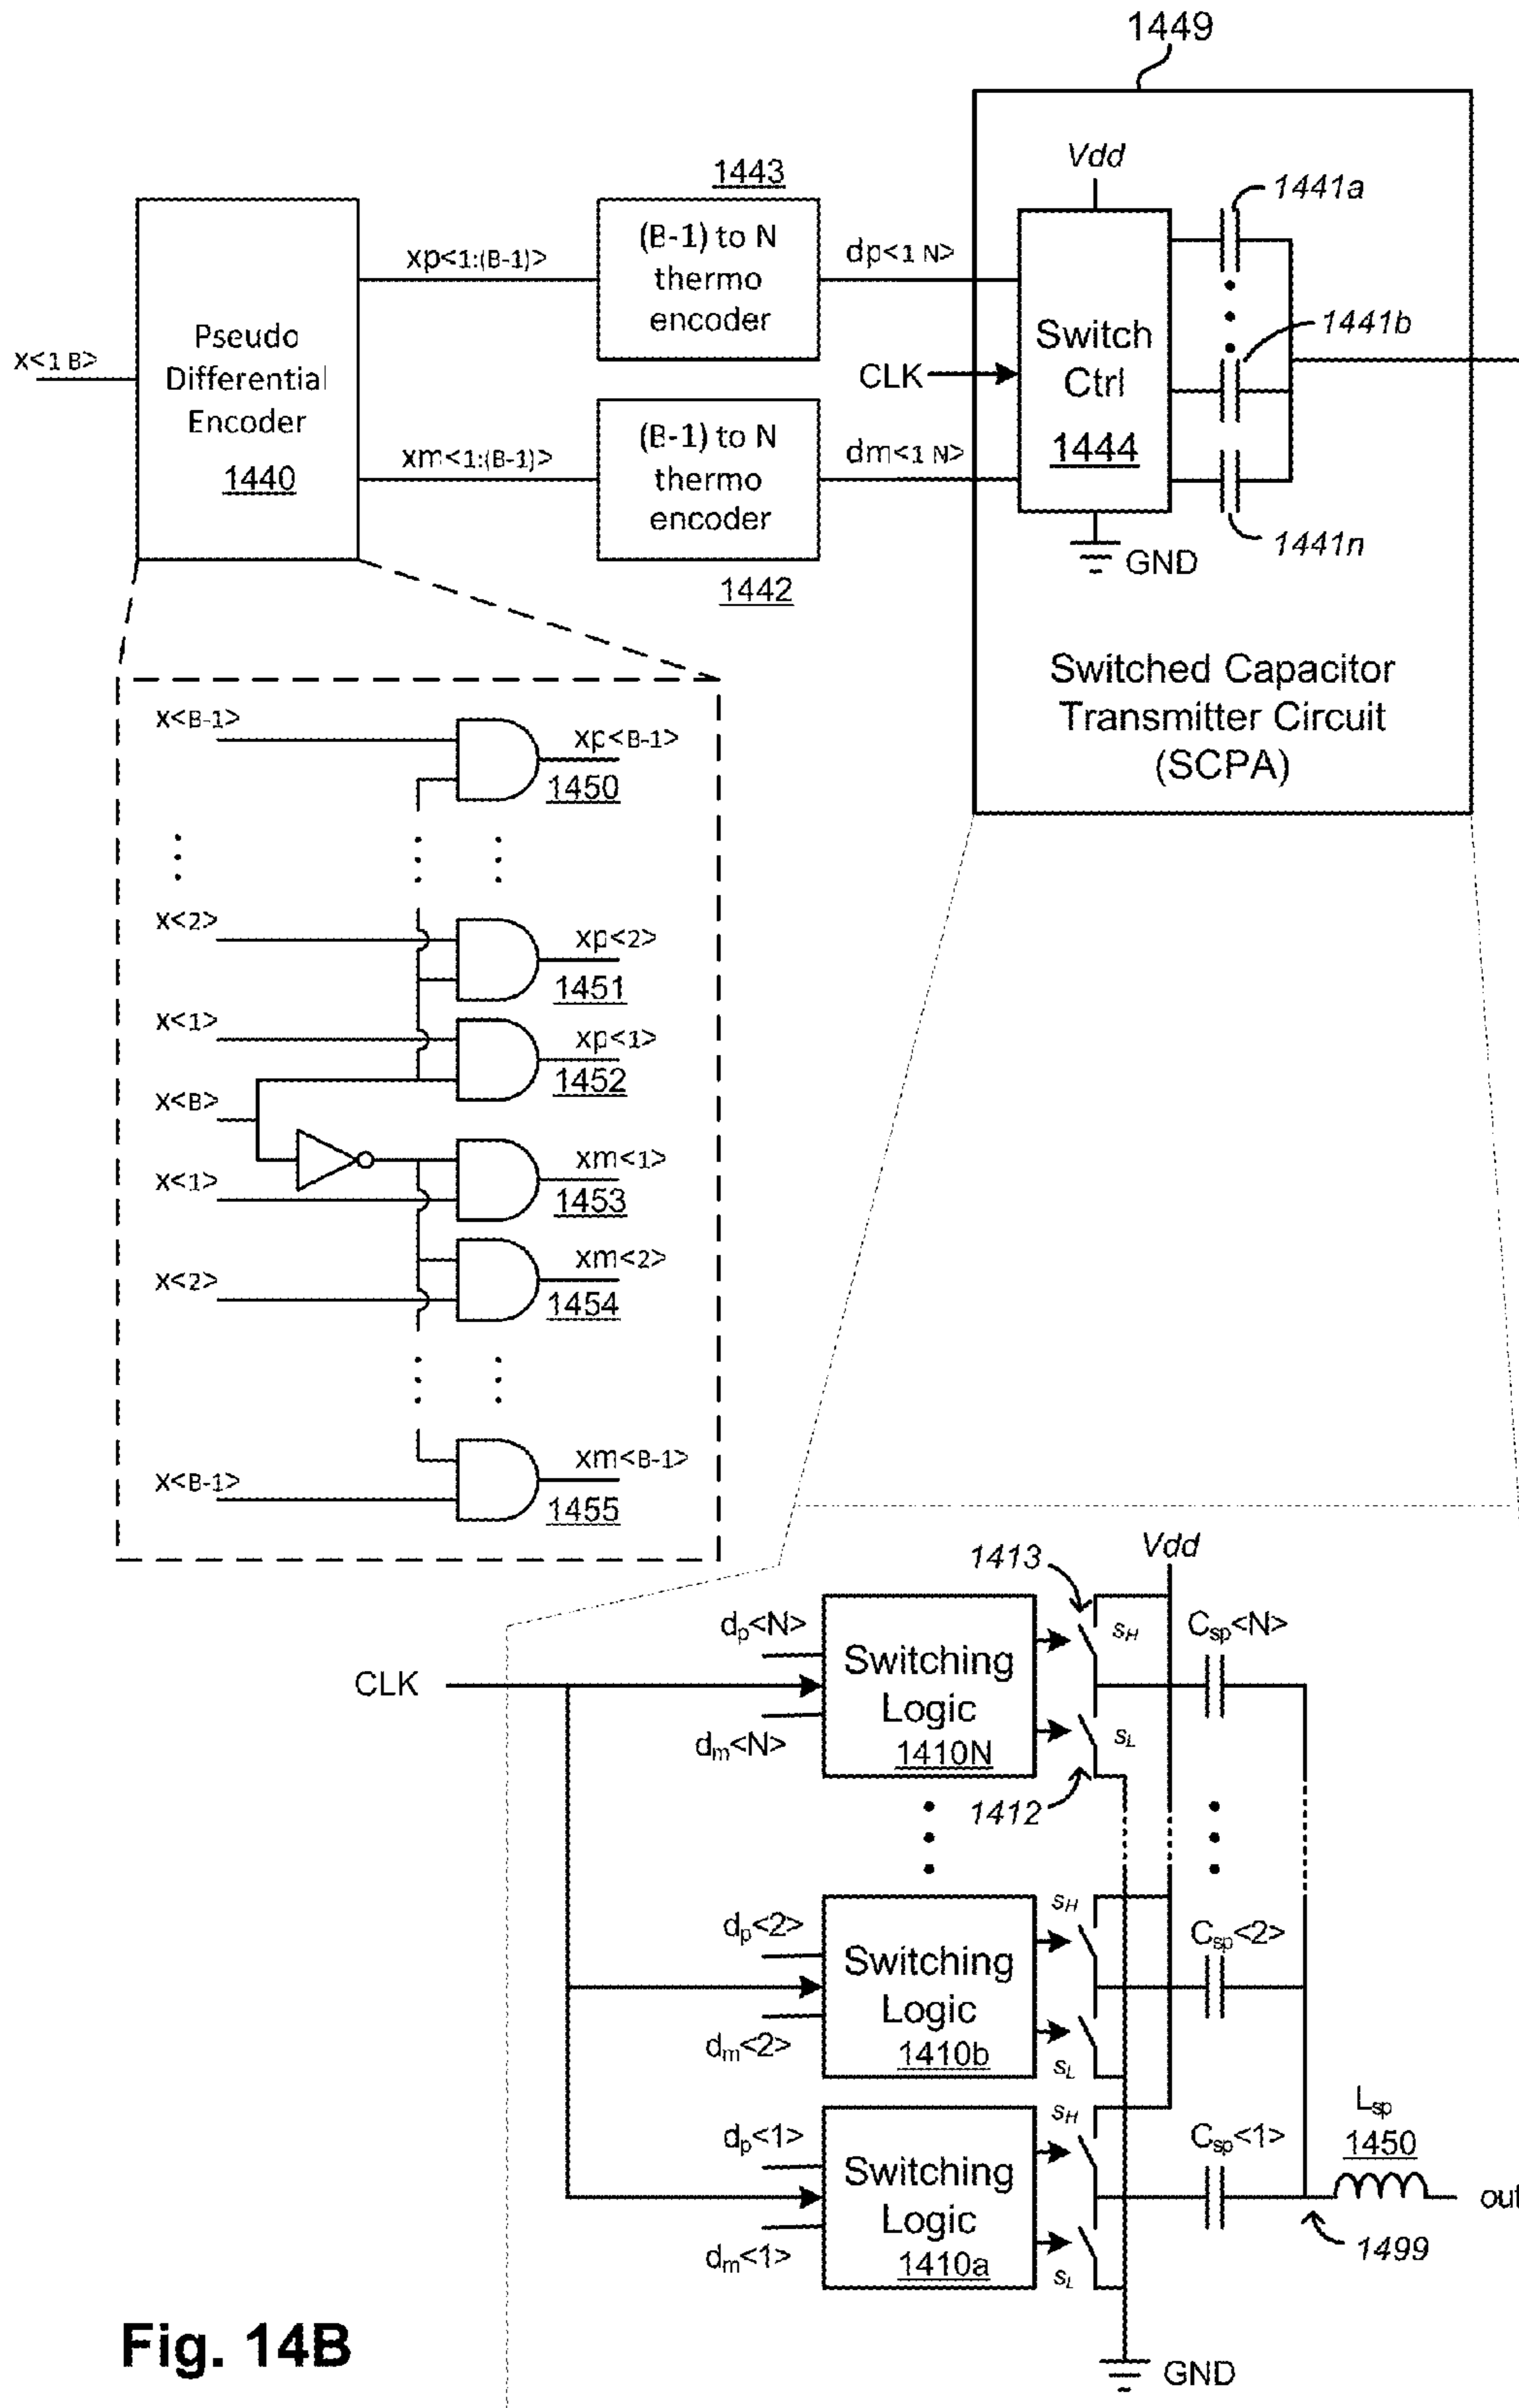 1449
Vdd
1443
1441a
(B-1) to N
thermo
encoder
xp<1:(B-1)>
dp<1 N>
1441b
Pseudo
Differential
Encoder
1440
x<1 B>
Switch
Ctrl
1444
CLK
(B-1) to N
thermo
encoder
xm<1:(B-1)>
dm<1 N>
1441n
GND
1442
Switched Capacitor
Transmitter Circuit
(SCPA)
x<B-1>
xp<B-1>
1450
x<2>
xp<2>
1451
x<1>
xp<1>
1452
x<B>
xm<1>
x<1>
1453
xm<2>
x<2>
1454
xm<B-1>
x<B-1>
1455
1413
Vdd
dp<N>
sH
Csp<N>
CLK
Switching
Logic
1410N
sL
dm<N>
1412
dp<2>
sH
Csp<2>
Switching
Logic
1410b
dm<2>
sL
dp<1>
sH
Csp<1>
Lsp
1450
Switching
Logic
1410a
out
dm<1>
sL
1499
Fig. 14B
GND